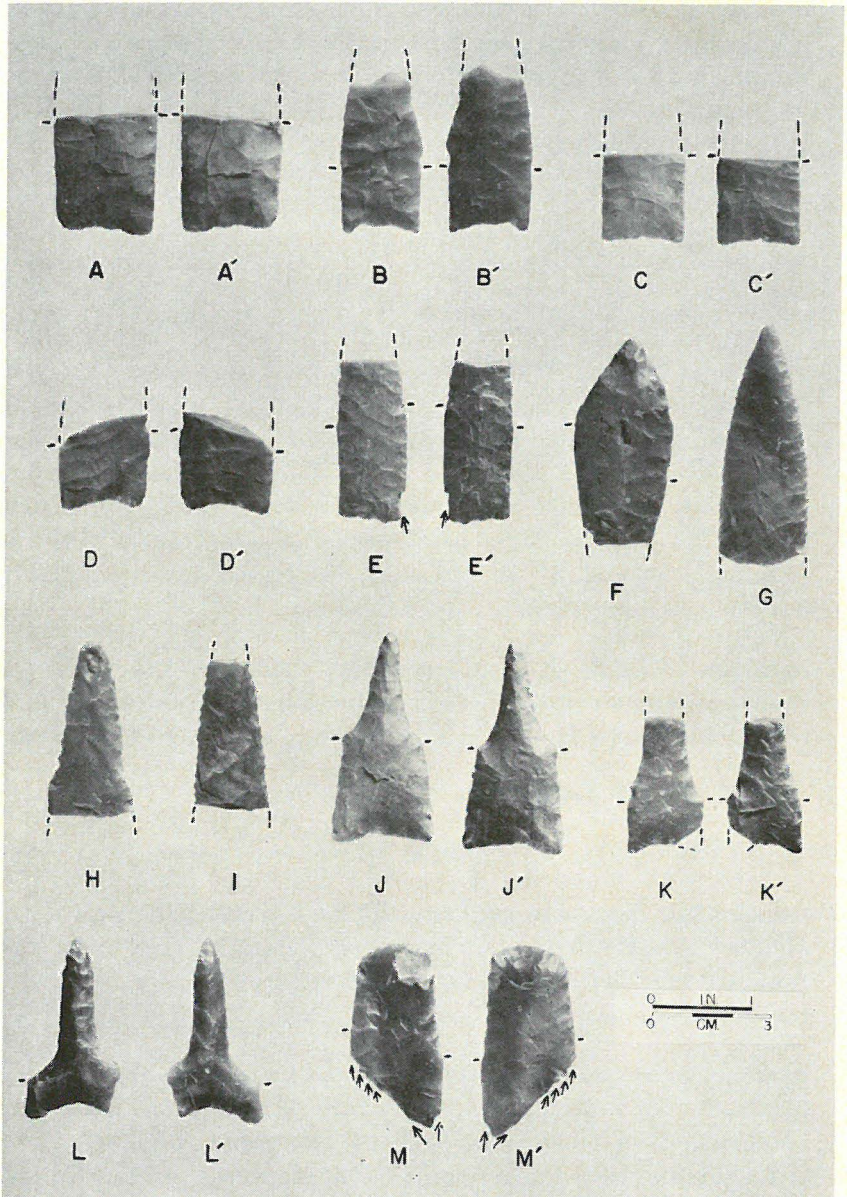 A A′ B B′ C C′
D D′ E E′ F G
H I J J′ K K′
0 IN. 1
0 CM. 3
L L′ M M′